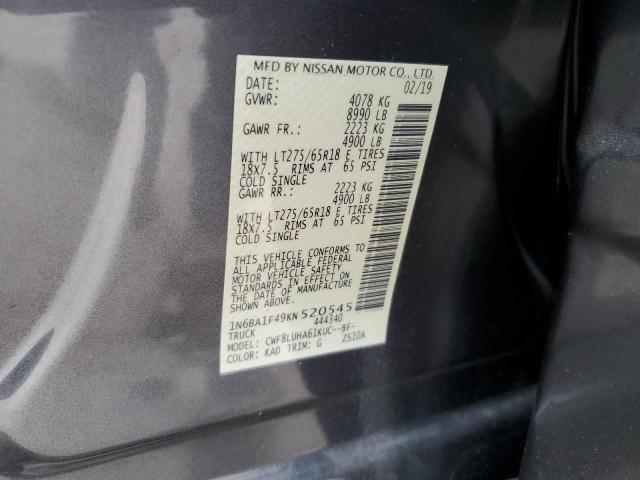 MFD BY NISSAN MOTOR CO., LTD.
DATE: 02/19
GVWR: 4078 KG
8990 LB
GAWR FR.: 2223 KG
4900 LB
WITH LT275/65R18 E TIRES
18X7.5 RIMS AT 65 PSI
COLD SINGLE
GAWR RR.: 2223 KG
4900 LB
WITH LT275/65R18 E TIRES
18X7.5 RIMS AT 65 PSI
COLD SINGLE
THIS VEHICLE CONFORMS TO
ALL APPLICABLE FEDERAL
MOTOR VEHICLE SAFETY
STANDARDS IN EFFECT ON
THE DATE OF MANUFACTURE
SHOWN ABOVE.
1N6BA1F49KN520545
TRUCK 444340
MODEL: CWF8LUHA61KUC--BF-
COLOR: KAD TRIM: G ZS10A